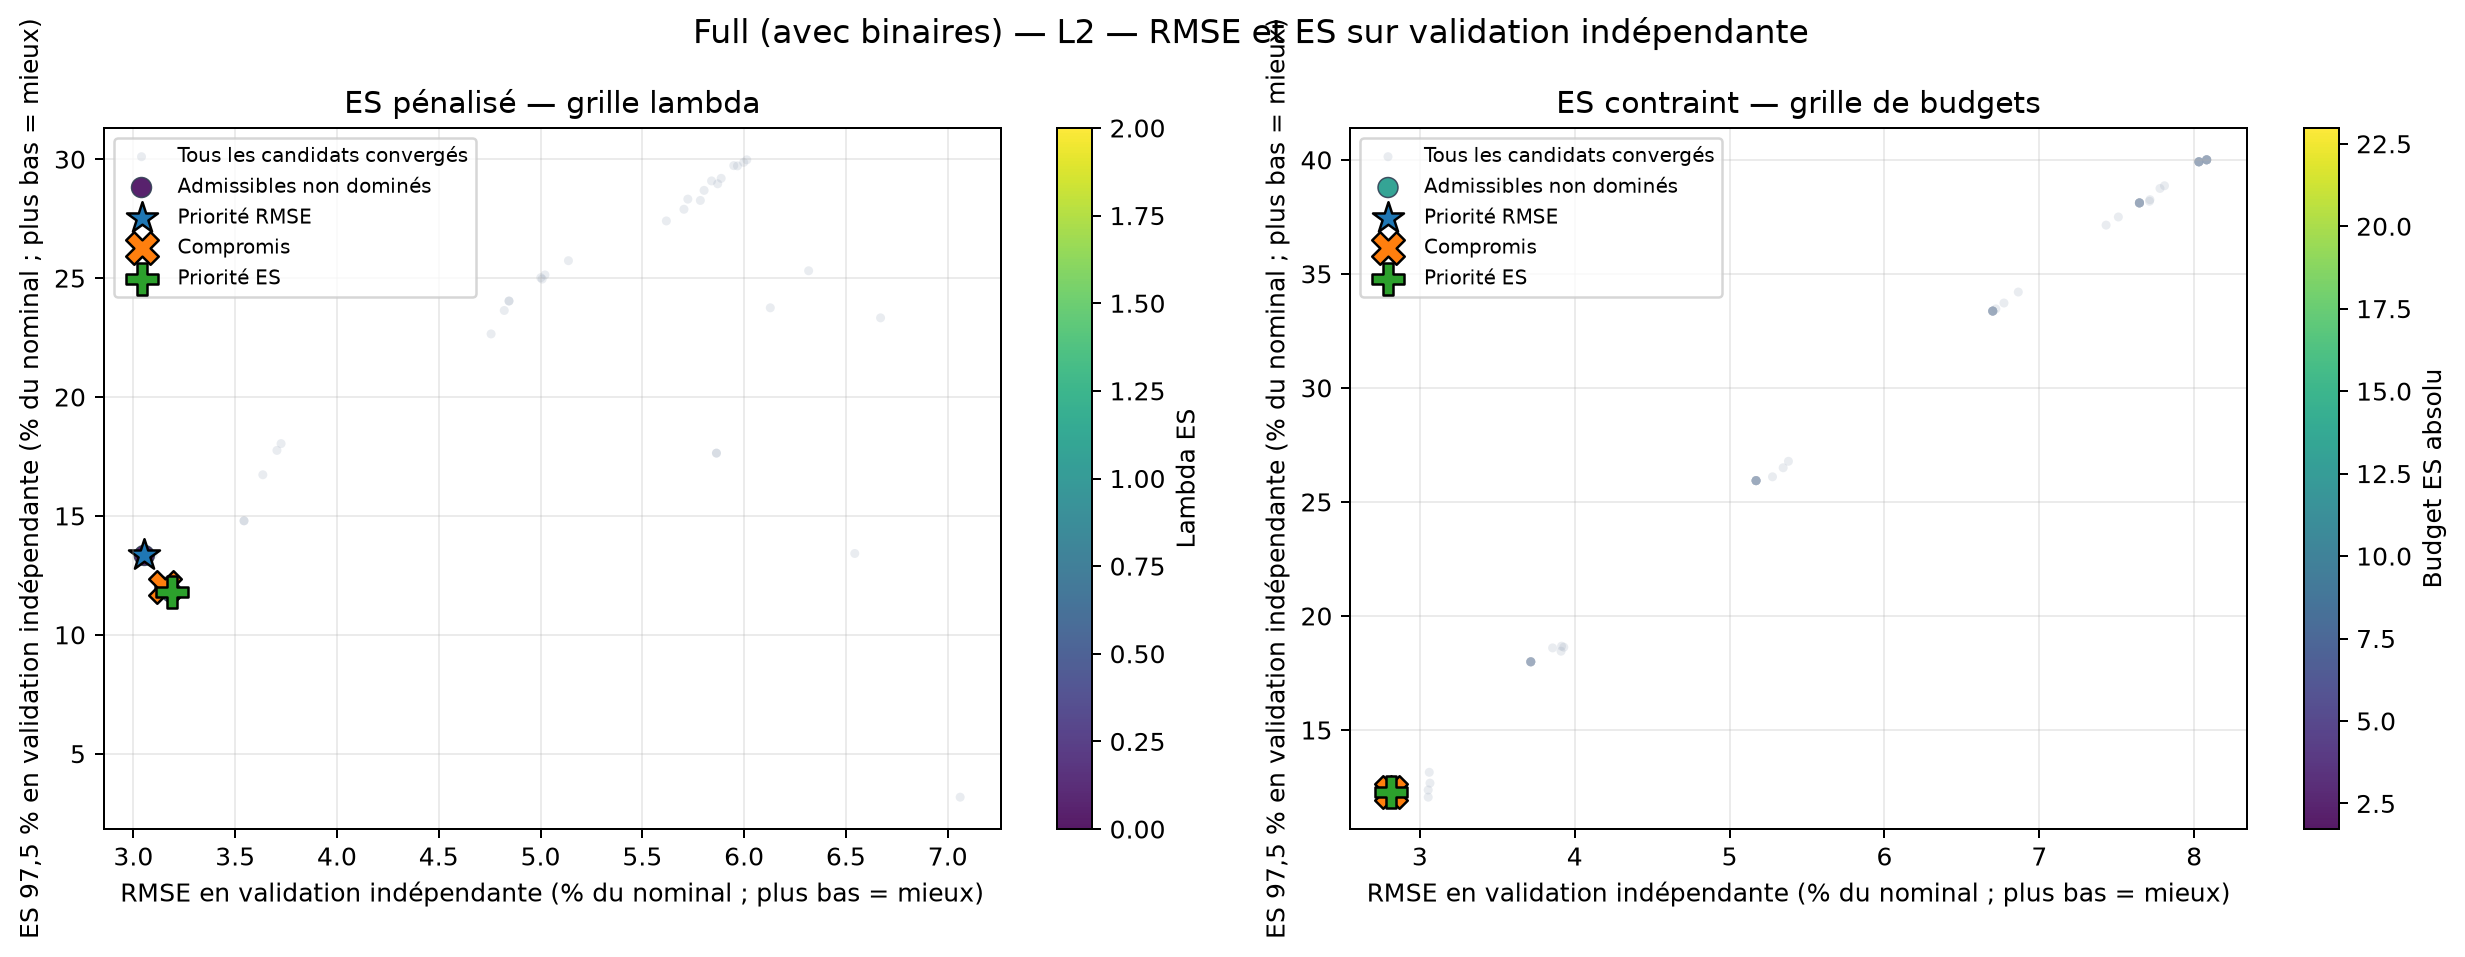 Full (avec binaires) — L2 — RMSE et ES sur validation indépendante
ES pénalisé — grille lambda
ES 97,5 % en validation indépendante (% du nominal ; plus bas = mieux)
30
25
20
15
10
5
Tous les candidats convergés
Admissibles non dominés
Priorité RMSE
Compromis
Priorité ES
3.0 3.5 4.0 4.5 5.0 5.5 6.0 6.5 7.0
RMSE en validation indépendante (% du nominal ; plus bas = mieux)
2.00
1.75
1.50
1.25
1.00
0.75
0.50
0.25
0.00
Lambda ES
ES contraint — grille de budgets
ES 97,5 % en validation indépendante (% du nominal ; plus bas = mieux)
40
35
30
25
20
15
Tous les candidats convergés
Admissibles non dominés
Priorité RMSE
Compromis
Priorité ES
3 4 5 6 7 8
RMSE en validation indépendante (% du nominal ; plus bas = mieux)
22.5
20.0
17.5
15.0
12.5
10.0
7.5
5.0
2.5
Budget ES absolu